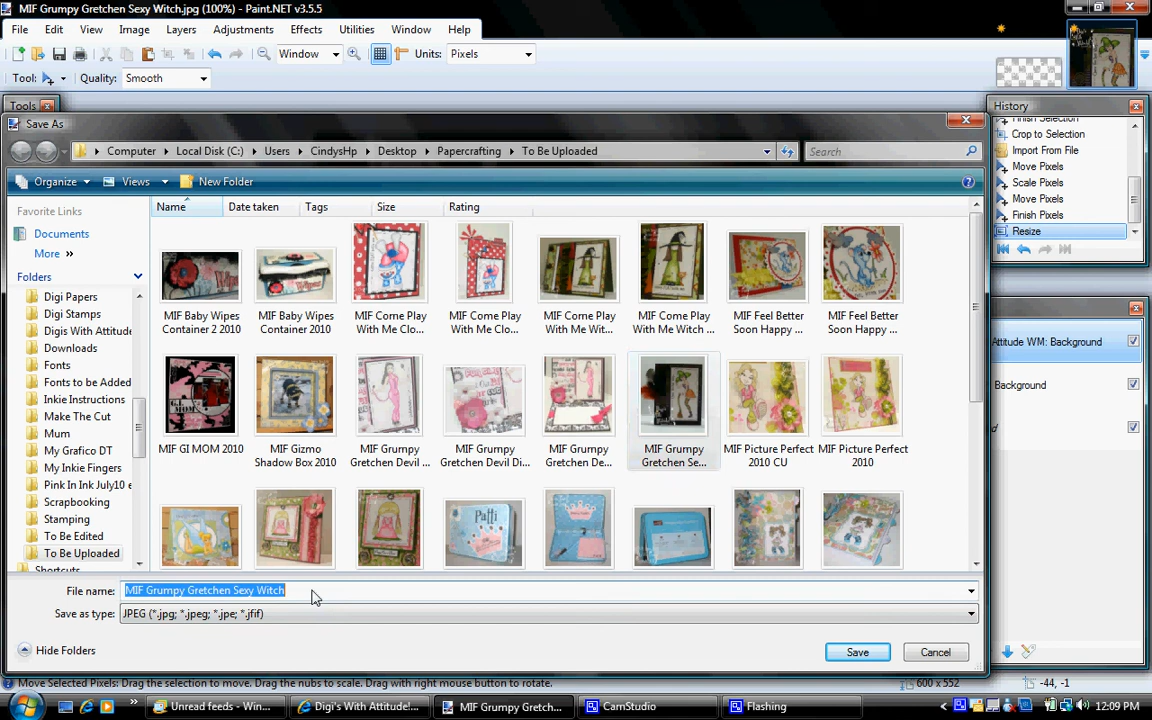 MIF Grumpy Gretchen Sexy Witch.jpg (100%) - Paint.NET v3.5.5
File Edit View Image Layers Adjustments Effects Utilities Window Help
Window Units: Pixels
Tool: Quality: Smooth
Tools
History
Save As
Finish Selection
Crop to Selection
Import From File
Move Pixels
Scale Pixels
Move Pixels
Finish Pixels
Resize
Computer Local Disk (C:) Users CindysHp Desktop Papercrafting To Be Uploaded
Search
Organize Views New Folder
Favorite Links
Documents
More »
Folders
Digi Papers
Digi Stamps
Digis With Attitude
Downloads
Fonts
Fonts to be Added
Inkie Instructions
Make The Cut
Mum
My Grafico DT
My Inkie Fingers
Pink In Ink July10 e
Scrapbooking
Stamping
To Be Edited
To Be Uploaded
Shortcuts
Name Date taken Tags Size Rating
MIF Baby Wipes Container 2 2010
MIF Baby Wipes Container 2010
MIF Come Play With Me Clo...
MIF Come Play With Me Clo...
MIF Come Play With Me Wit...
MIF Come Play With Me Witch ...
MIF Feel Better Soon Happy ...
MIF Feel Better Soon Happy ...
MIF GI MOM 2010
MIF Gizmo Shadow Box 2010
MIF Grumpy Gretchen Devil ...
MIF Grumpy Gretchen Devil Di...
MIF Grumpy Gretchen De...
MIF Grumpy Gretchen Se...
MIF Picture Perfect 2010 CU
MIF Picture Perfect 2010
Patti
Attitude WM: Background
Background
File name: MIF Grumpy Gretchen Sexy Witch
Save as type: JPEG (*.jpg; *.jpeg; *.jpe; *.jfif)
Hide Folders
Save Cancel
Move Selected Pixels: Drag the selection to move. Drag the nubs to scale. Drag with right mouse button to rotate.
600 x 552
-44, -1
Unread feeds - Win...
Digi's With Attitude!...
MIF Grumpy Gretc...
CamStudio
Flashing
12:09 PM